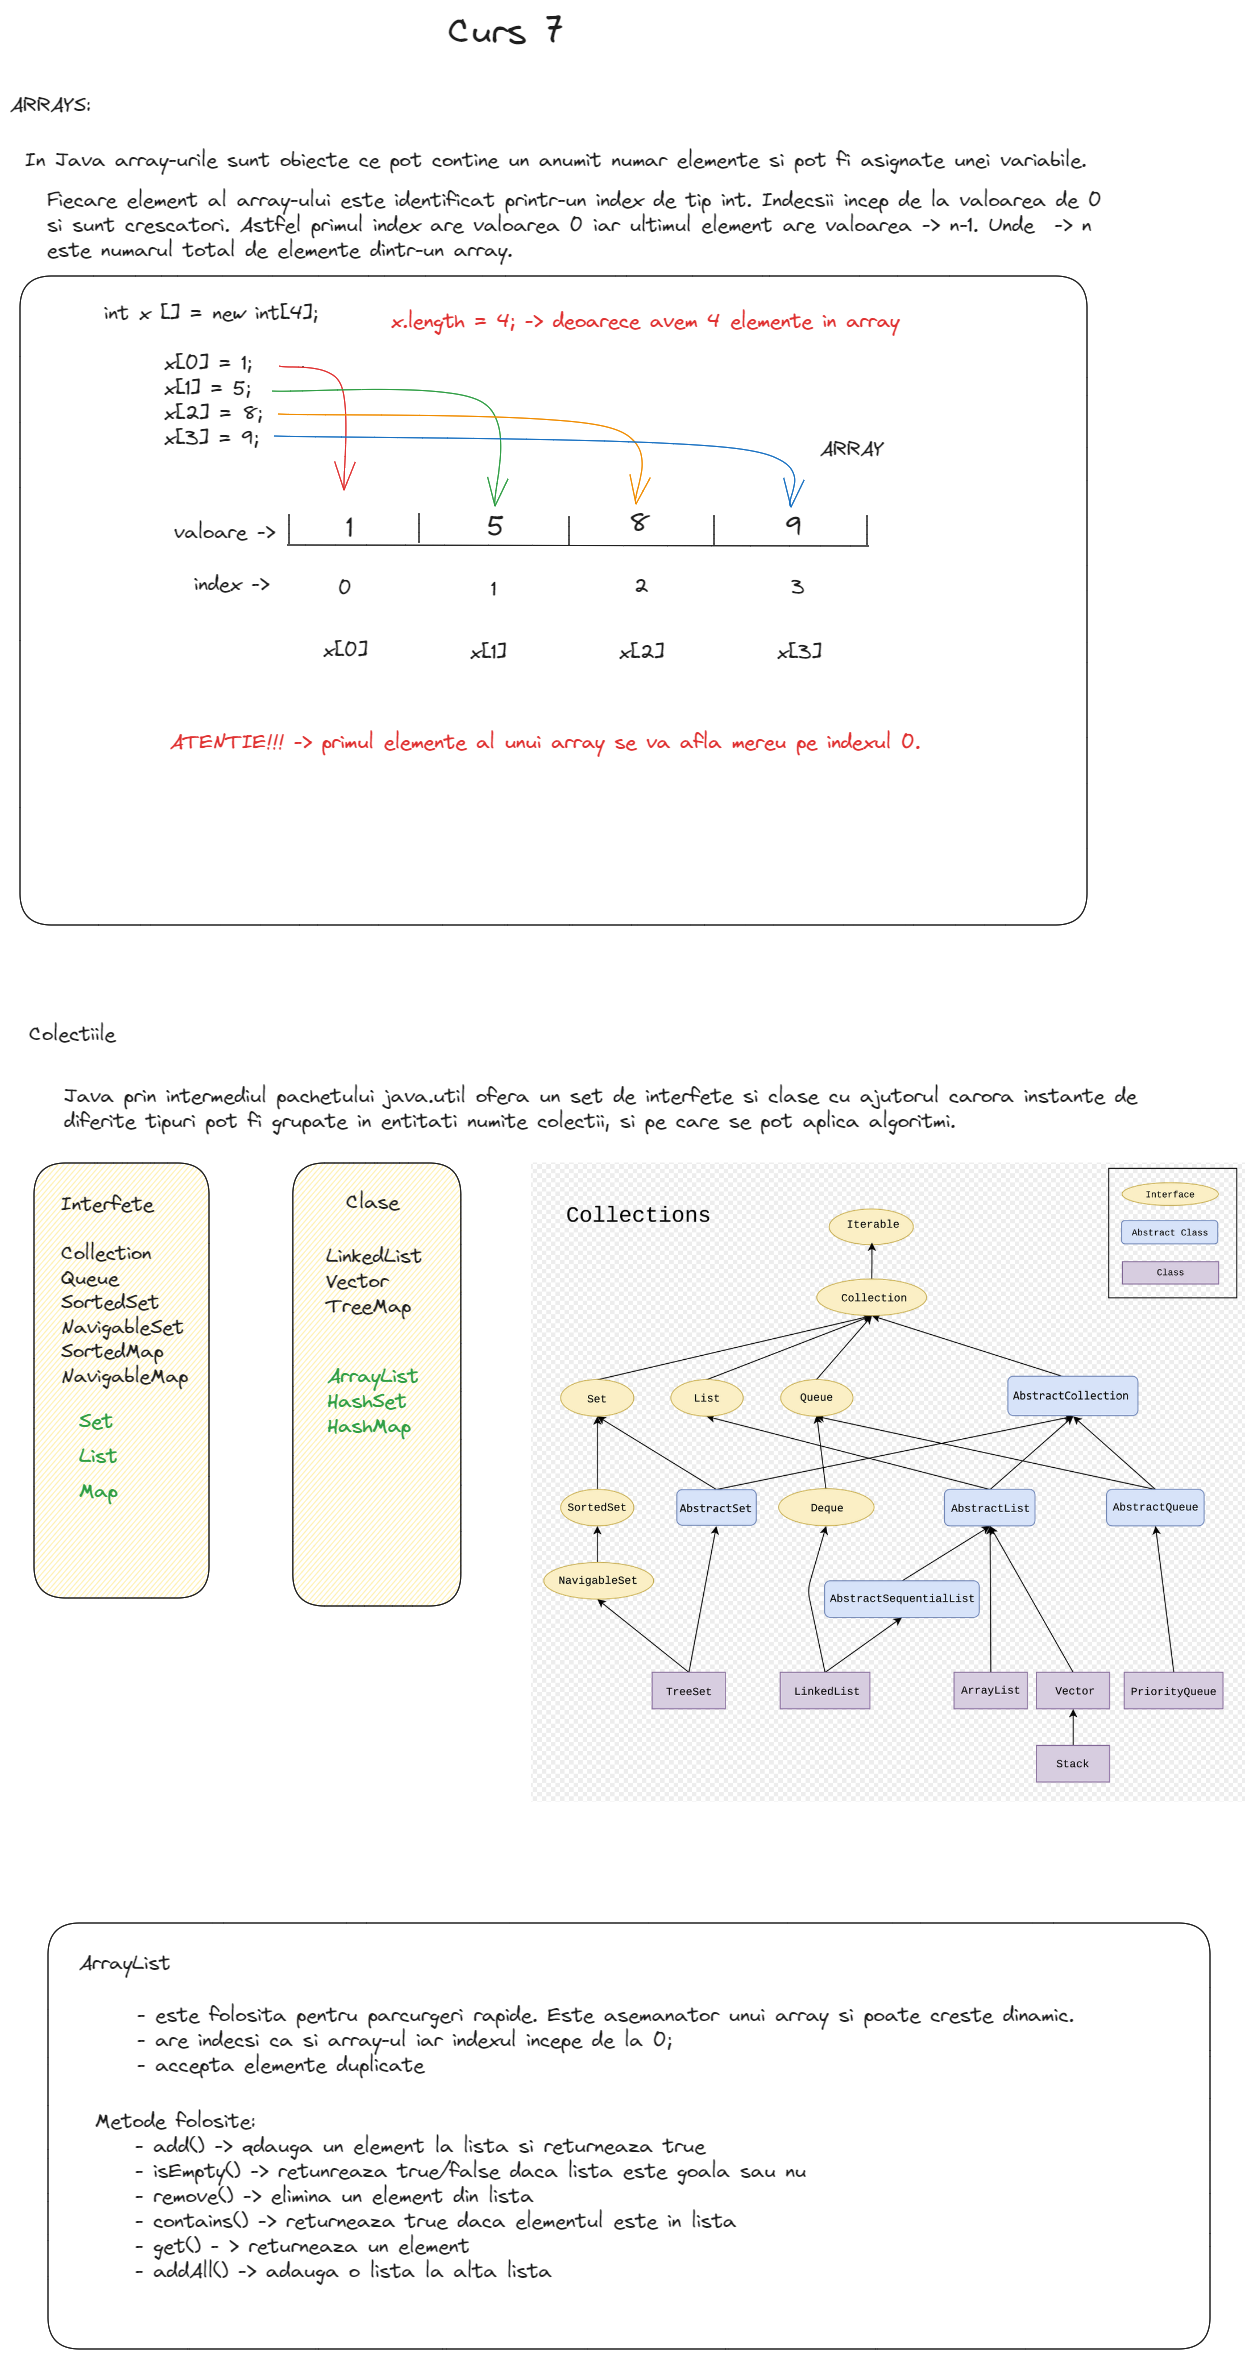 Curs 7
ARRAYS:
In Java array-urile sunt obiecte ce pot contine un anumit numar elemente si pot fi asignate unei variabile.
Fiecare element al array-ului este identificat printr-un index de tip int. Indecsii incep de la valoarea de 0
si sunt crescatori. Astfel primul index are valoarea 0 iar ultimul element are valoarea -> n-1. Unde -> n
este numarul total de elemente dintr-un array.
int x [] = new int[4];
x.length = 4; -> deoarece avem 4 elemente in array
x[0] = 1;
x[1] = 5;
x[2] = 8;
x[3] = 9;
ARRAY
valoare -> 1 5 8 9
index -> 0 1 2 3
x[0] x[1] x[2] x[3]
ATENTIE!!! -> primul elemente al unui array se va afla mereu pe indexul 0.
Colectiile
Java prin intermediul pachetului java.util ofera un set de interfete si clase cu ajutorul carora instante de
diferite tipuri pot fi grupate in entitati numite colectii, si pe care se pot aplica algoritmi.
Interfete
Collection
Queue
SortedSet
NavigableSet
SortedMap
NavigableMap
Set
List
Map
Clase
LinkedList
Vector
TreeMap
ArrayList
HashSet
HashMap
Collections
Interface
Abstract Class
Class
Iterable
Collection
Set List Queue AbstractCollection
SortedSet AbstractSet Deque AbstractList AbstractQueue
NavigableSet AbstractSequentialList
TreeSet LinkedList ArrayList Vector PriorityQueue
Stack
ArrayList
- este folosita pentru parcurgeri rapide. Este asemanator unui array si poate creste dinamic.
- are indecsi ca si array-ul iar indexul incepe de la 0;
- accepta elemente duplicate
Metode folosite:
- add() -> qdauga un element la lista si returneaza true
- isEmpty() -> retunreaza true/false daca lista este goala sau nu
- remove() -> elimina un element din lista
- contains() -> returneaza true daca elementul este in lista
- get() - > returneaza un element
- addAll() -> adauga o lista la alta lista